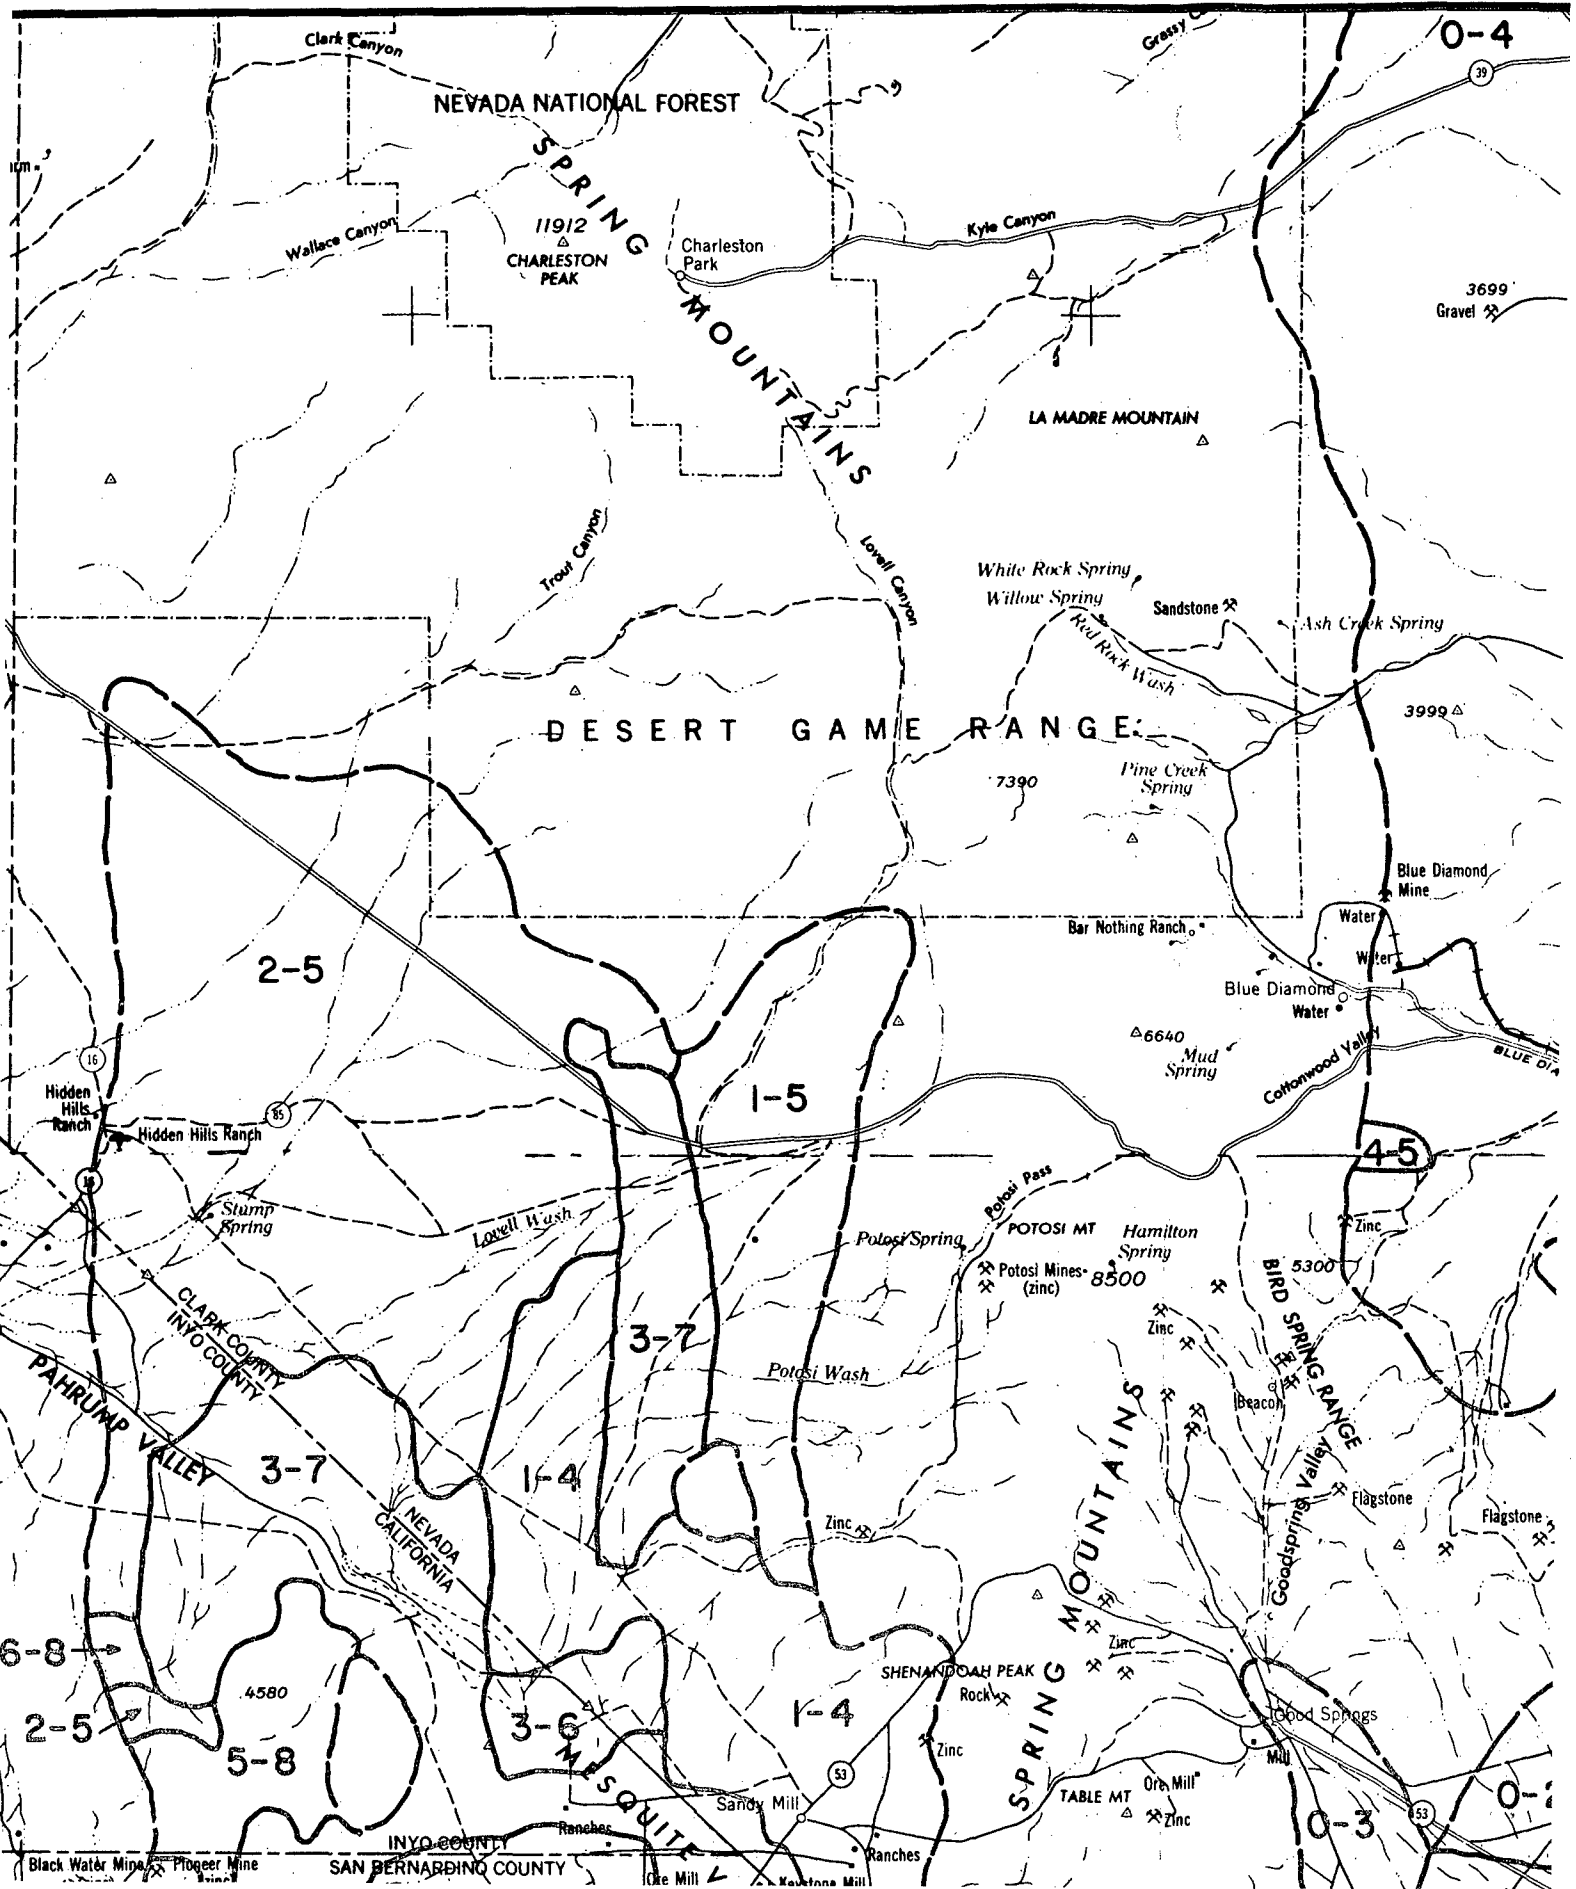 0-4
39
Clark Canyon
Grassy
NEVADA NATIONAL FOREST
SPRING MOUNTAINS
Wallace Canyon
11912
CHARLESTON
PEAK
Charleston
Park
Kyle Canyon
3699
Gravel
LA MADRE MOUNTAIN
Trout Canyon
Lovell Canyon
White Rock Spring
Willow Spring
Red Rock Wash
Sandstone
Ash Creek Spring
DESERT GAME RANGE
3999
7390
Pine Creek
Spring
Blue Diamond
Mine
Water
Bar Nothing Ranch
Water
Blue Diamond
Water
2-5
6640
Mud
Spring
Cottonwood Valley
BLUE DIA
16
Hidden
Hills
Ranch
85
Hidden Hills Ranch
1-5
4-5
Stump
Spring
Lovell Wash
Potosi Pass
Potosi Spring
POTOSI MT
Hamilton
Spring
Potosi Mines
(zinc)
8500
Zinc
5300
BIRD SPRING RANGE
CLARK COUNTY
INYO COUNTY
3-7
Zinc
Potosi Wash
Beacon
PAHRUMP VALLEY
3-7
1-4
NEVADA
CALIFORNIA
Zinc
Goodspring Valley
Flagstone
Flagstone
SPRING MOUNTAINS
6-8
4580
Zinc
SHENANDOAH PEAK
Rock
2-5
5-8
3-6
1-4
Good Springs
Zinc
Mill
MESQUITE V
53
Sandy Mill
TABLE MT
Ore Mill
Zinc
0-3
53
0-2
Ranches
INYO COUNTY
SAN BERNARDINO COUNTY
Ranches
Black Water Mine
Pioneer Mine
Ore Mill
Keystone Mill